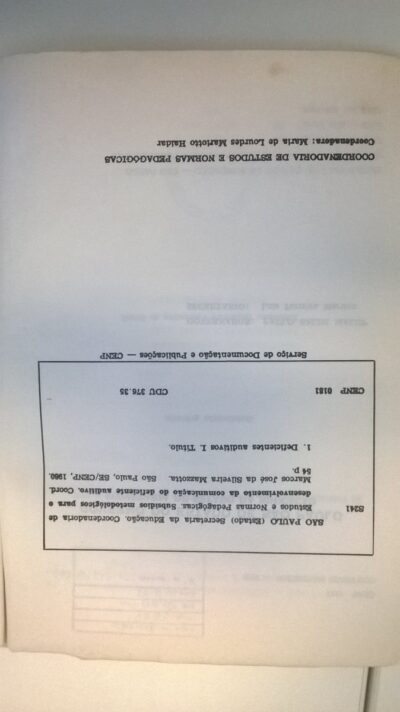 COORDENADORIA DE ESTUDOS E NORMAS PEDAGÓGICAS
Coordenadora: Maria de Lourdes Mariotto Haidar
SÃO PAULO (Estado) Secretaria da Educação. Coordenadoria de
S241 Estudos e Normas Pedagógicas. Subsídios metodológicos para o
desenvolvimento da comunicação do deficiente auditivo. Coord.
Marcos José da Silveira Mazzotta. São Paulo, SE/CENP, 1980.
54 p.
1. Deficientes auditivos I. Título.
CENP 0181 CDU 376.35
Serviço de Documentação e Publicações — CENP